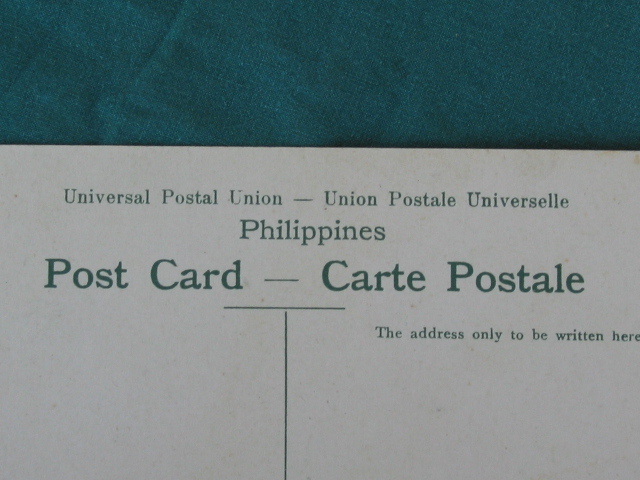 Universal Postal Union — Union Postale Universelle
Philippines
Post Card — Carte Postale
The address only to be written here